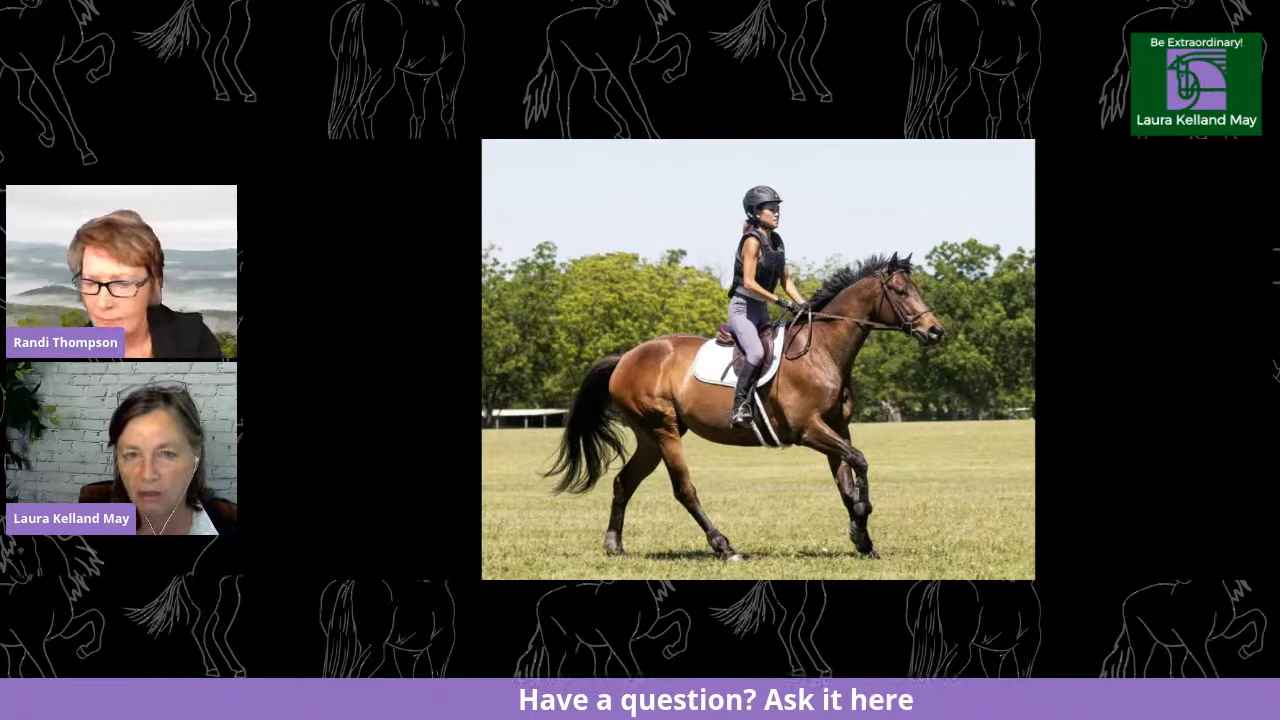 Be Extraordinary!
Laura Kelland May
Randi Thompson
Laura Kelland May
Have a question? Ask it here